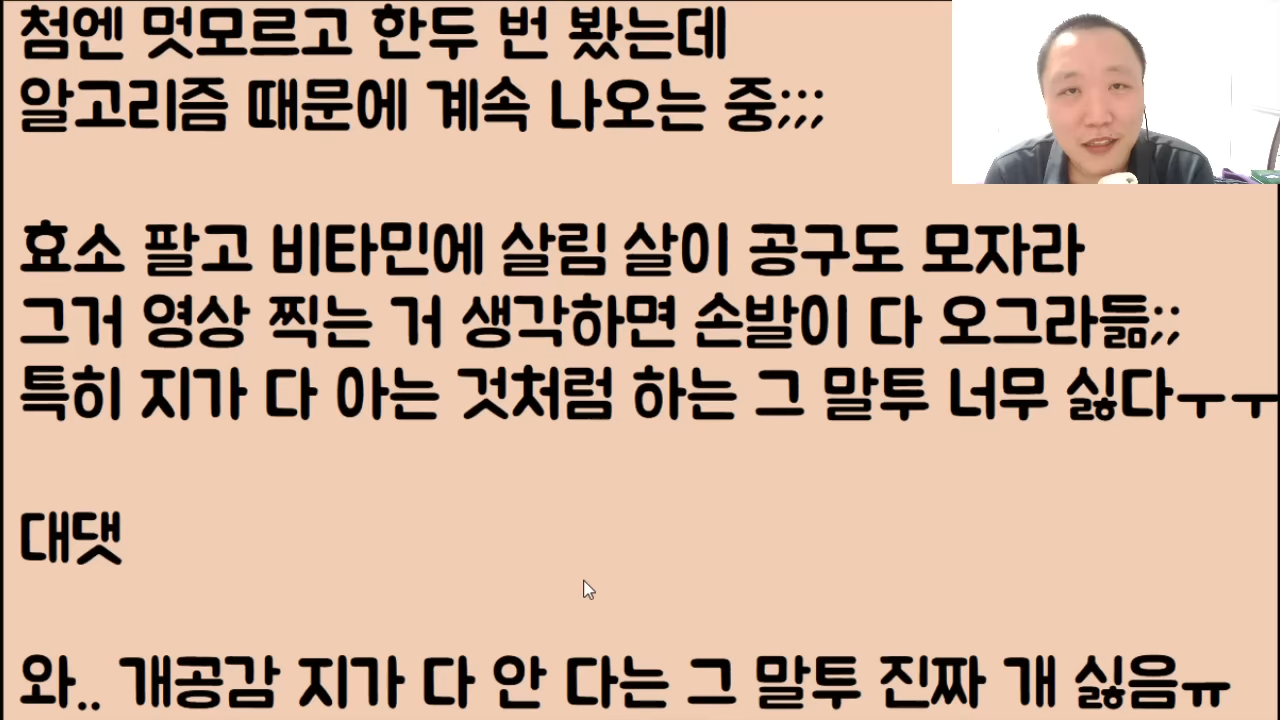 첨엔 멋모르고 한두 번 봤는데
알고리즘 때문에 계속 나오는 중;;;
효소 팔고 비타민에 살림 살이 공구도 모자라
그거 영상 찍는 거 생각하면 손발이 다 오그라듦;;
특히 지가 다 아는 것처럼 하는 그 말투 너무 싫다ㅜㅜ
대댓
와.. 개공감 지가 다 안 다는 그 말투 진짜 개 싫음ㅠ